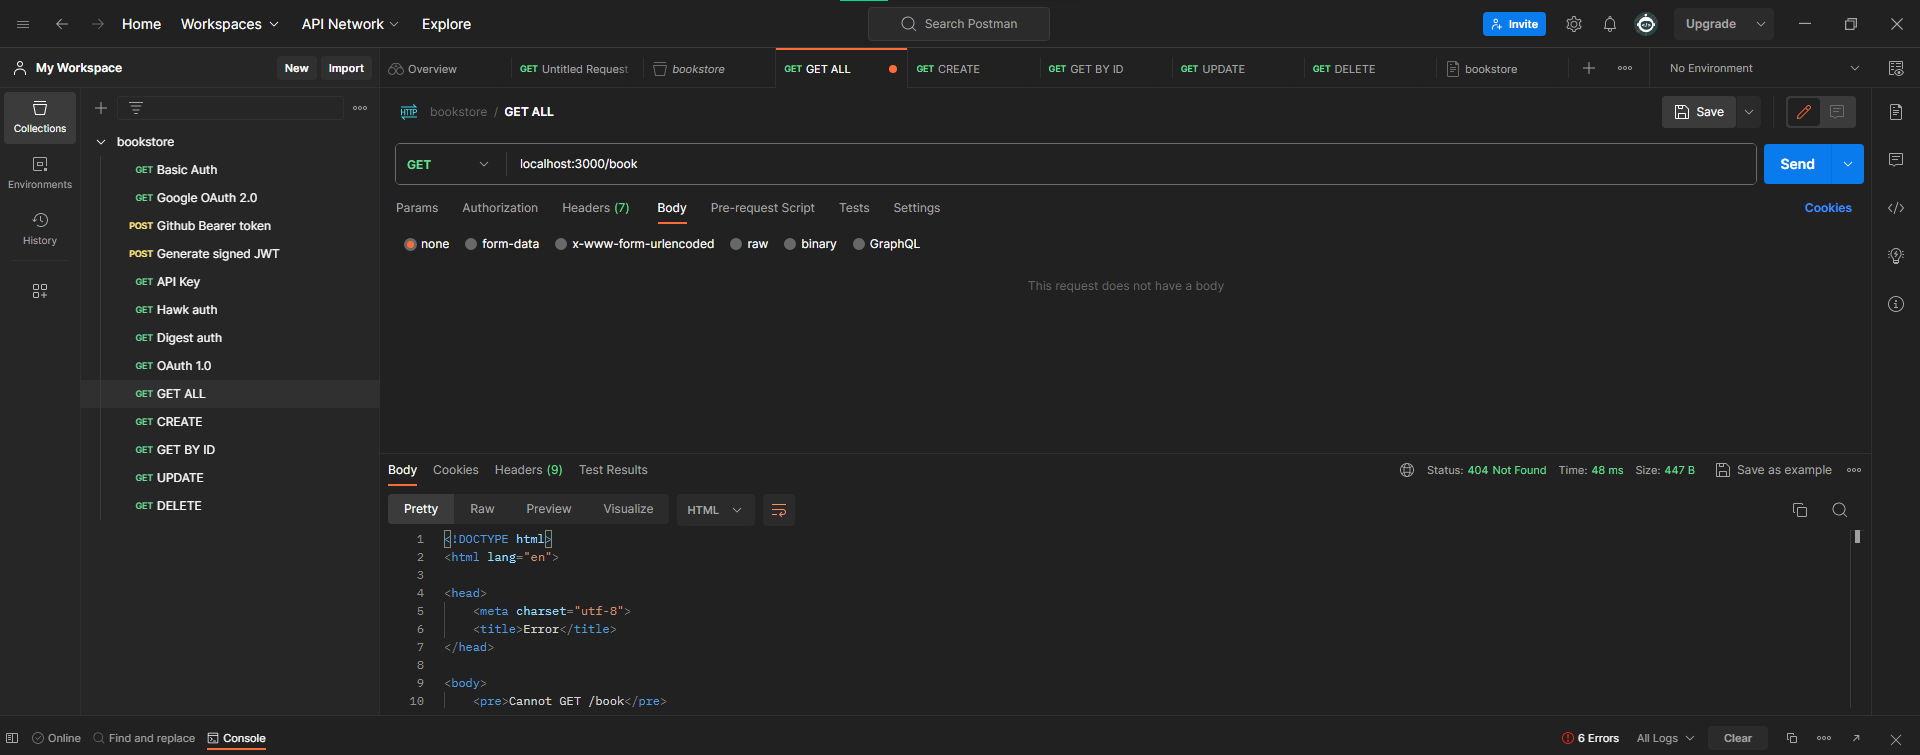 Home Workspaces API Network Explore Search Postman Invite Upgrade
My Workspace New Import Overview GET Untitled Request bookstore GET GET ALL GET CREATE GET GET BY ID GET UPDATE GET DELETE bookstore No Environment
Collections
Environments
History
bookstore
GET Basic Auth
GET Google OAuth 2.0
POST Github Bearer token
POST Generate signed JWT
GET API Key
GET Hawk auth
GET Digest auth
GET OAuth 1.0
GET GET ALL
GET CREATE
GET GET BY ID
GET UPDATE
GET DELETE
HTTP bookstore / GET ALL Save
GET localhost:3000/book Send
Params Authorization Headers (7) Body Pre-request Script Tests Settings Cookies
none form-data x-www-form-urlencoded raw binary GraphQL
This request does not have a body
Body Cookies Headers (9) Test Results Status: 404 Not Found Time: 48 ms Size: 447 B Save as example
Pretty Raw Preview Visualize HTML
1 <!DOCTYPE html>
2 <html lang="en">
3
4 <head>
5 <meta charset="utf-8">
6 <title>Error</title>
7 </head>
8
9 <body>
10 <pre>Cannot GET /book</pre>
Online Find and replace Console 6 Errors All Logs Clear